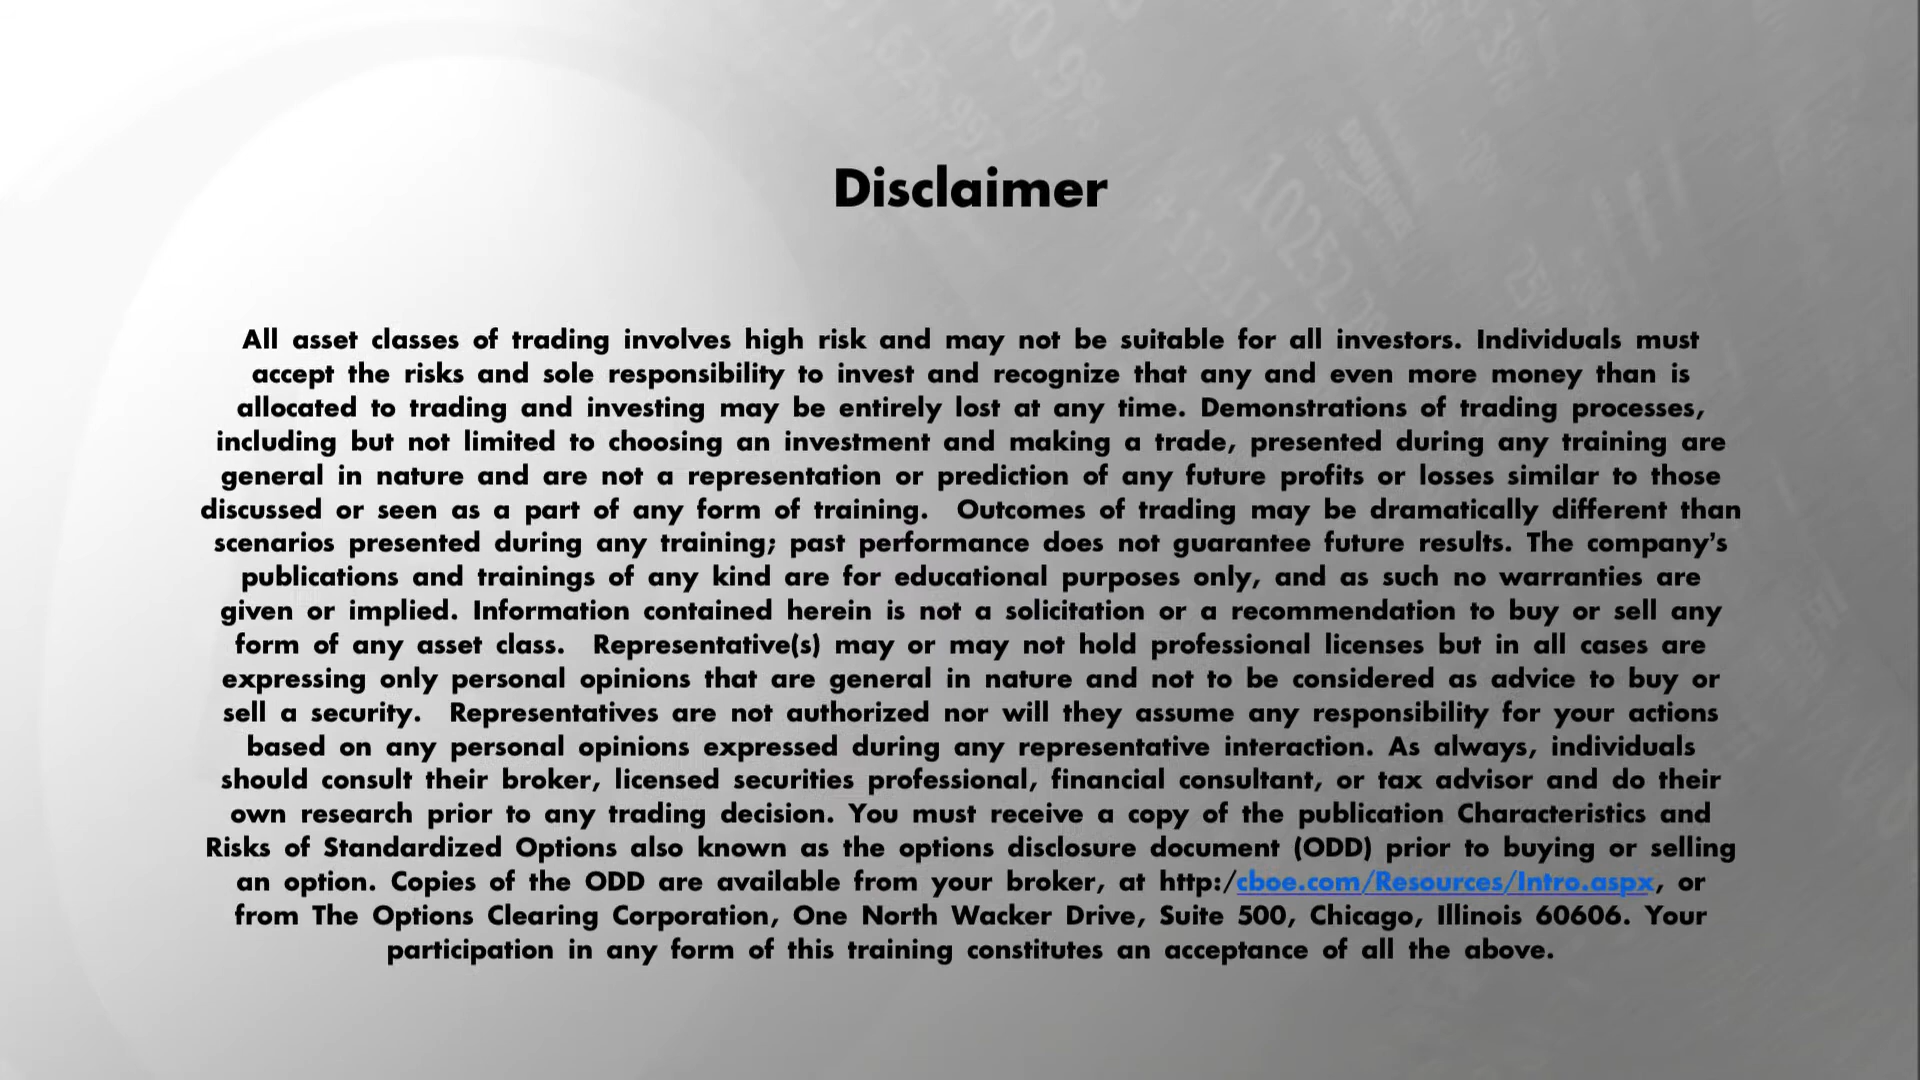 Disclaimer
All asset classes of trading involves high risk and may not be suitable for all investors. Individuals must
accept the risks and sole responsibility to invest and recognize that any and even more money than is
allocated to trading and investing may be entirely lost at any time. Demonstrations of trading processes,
including but not limited to choosing an investment and making a trade, presented during any training are
general in nature and are not a representation or prediction of any future profits or losses similar to those
discussed or seen as a part of any form of training. Outcomes of trading may be dramatically different than
scenarios presented during any training; past performance does not guarantee future results. The company's
publications and trainings of any kind are for educational purposes only, and as such no warranties are
given or implied. Information contained herein is not a solicitation or a recommendation to buy or sell any
form of any asset class. Representative(s) may or may not hold professional licenses but in all cases are
expressing only personal opinions that are general in nature and not to be considered as advice to buy or
sell a security. Representatives are not authorized nor will they assume any responsibility for your actions
based on any personal opinions expressed during any representative interaction. As always, individuals
should consult their broker, licensed securities professional, financial consultant, or tax advisor and do their
own research prior to any trading decision. You must receive a copy of the publication Characteristics and
Risks of Standardized Options also known as the options disclosure document (ODD) prior to buying or selling
an option. Copies of the ODD are available from your broker, at http:/cboe.com/Resources/Intro.aspx, or
from The Options Clearing Corporation, One North Wacker Drive, Suite 500, Chicago, Illinois 60606. Your
participation in any form of this training constitutes an acceptance of all the above.